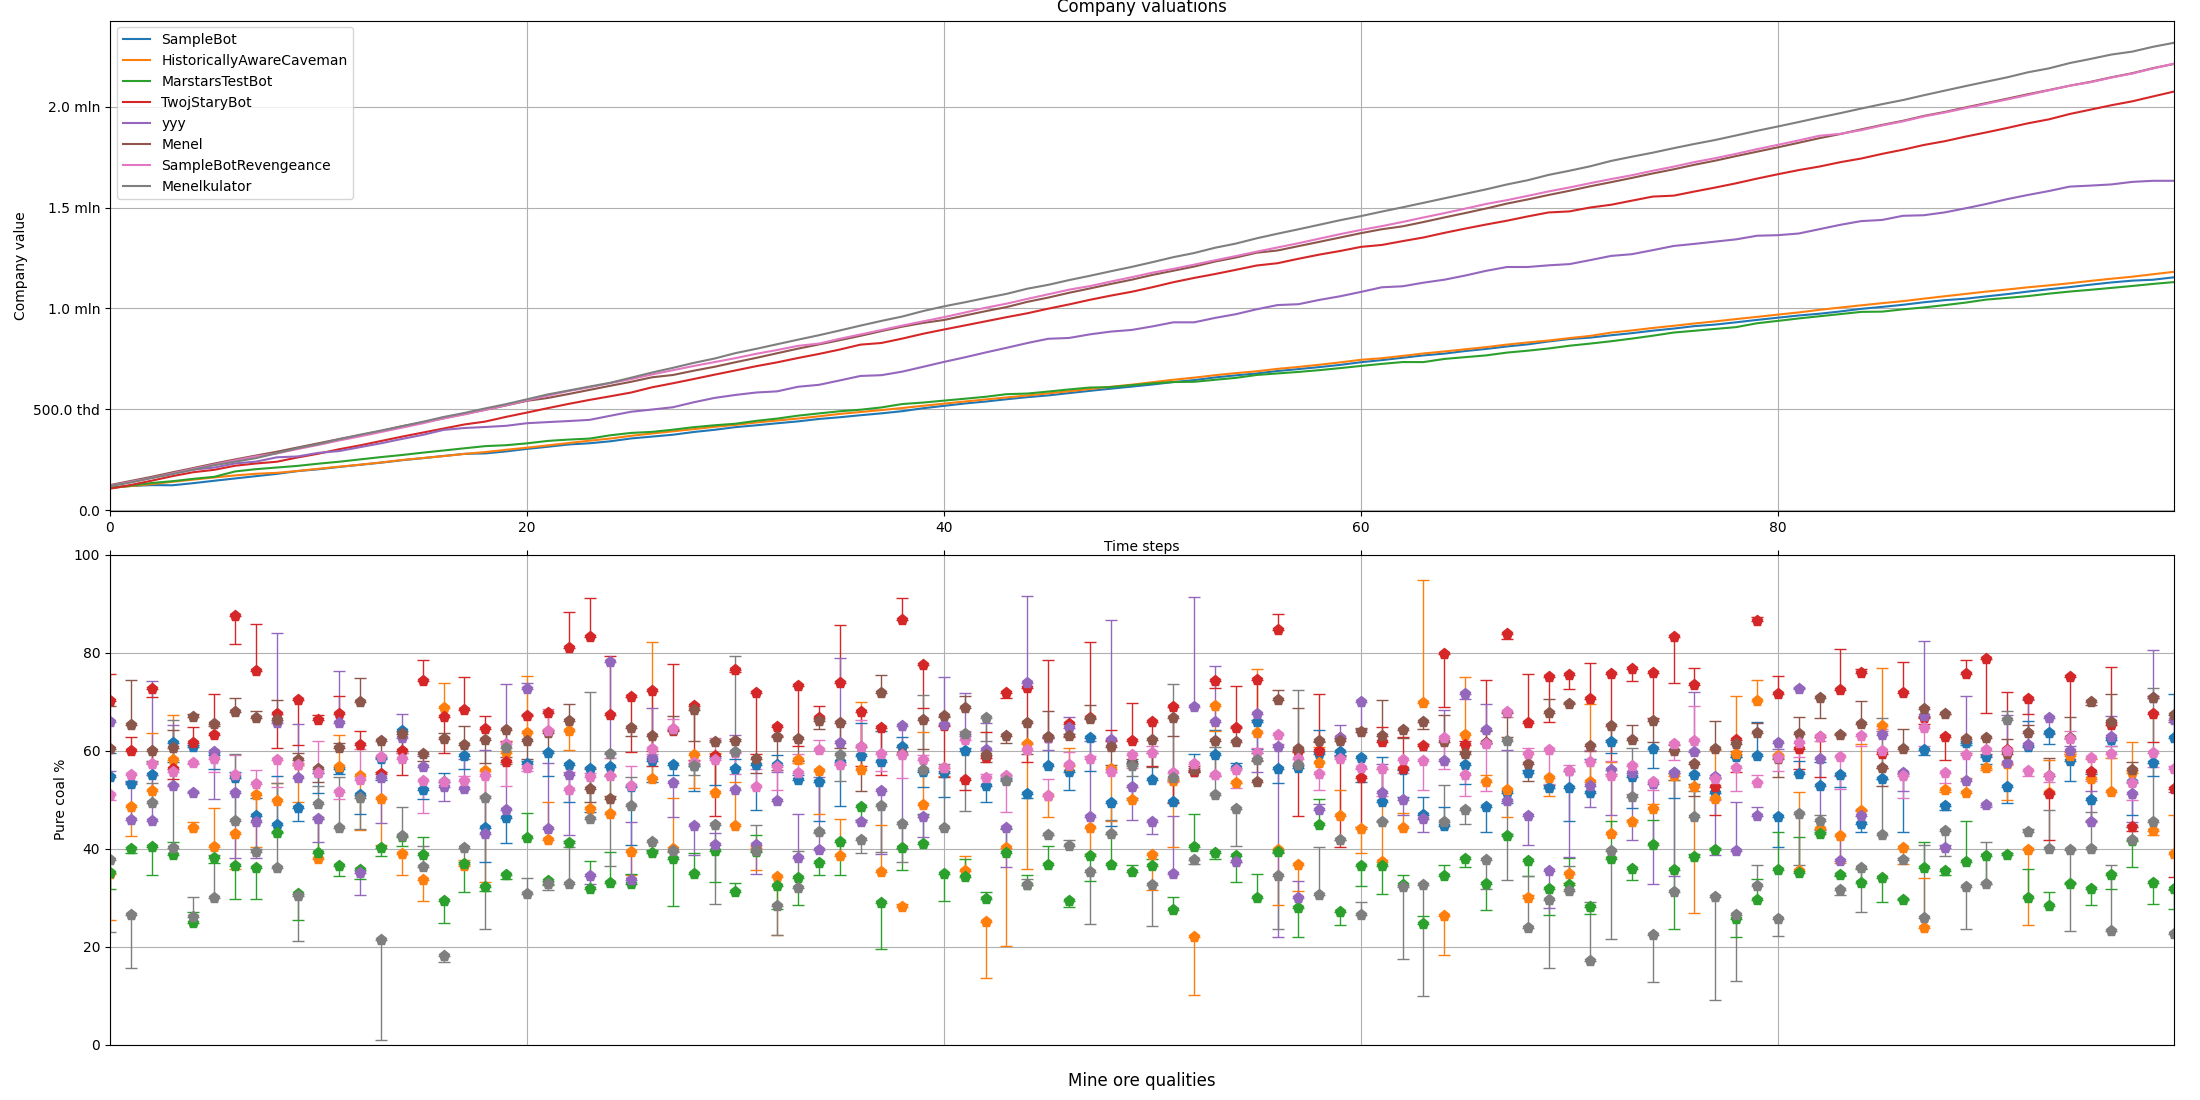 Company valuations
SampleBot
HistoricallyAwareCaveman
MarstarsTestBot
TwojStaryBot
yyy
Menel
SampleBotRevengeance
Menelkulator
Company value
2.0 mln
1.5 mln
1.0 mln
500.0 thd
0.0
0 20 40 60 80
Time steps
Pure coal %
100
80
60
40
20
0
Mine ore qualities